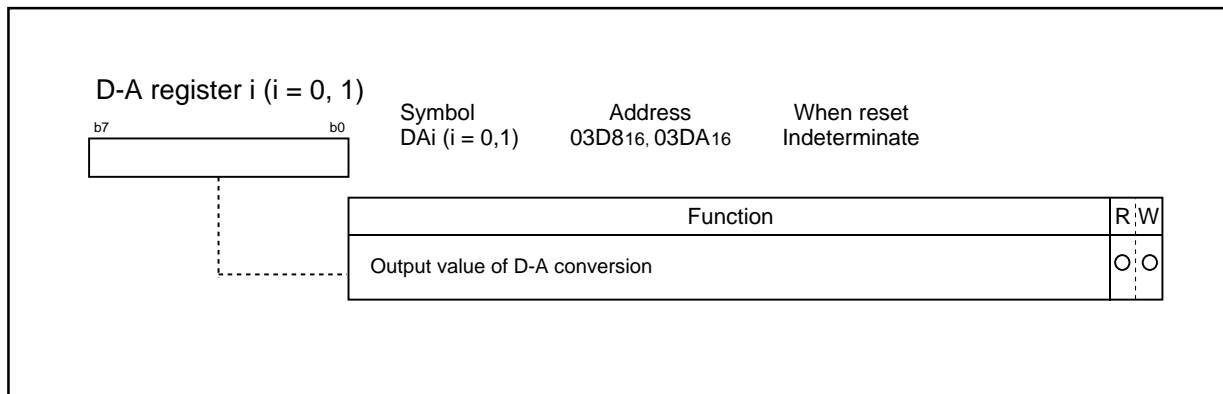 D-A register i (i = 0, 1)
b7 b0
Symbol Address When reset
DAi (i = 0,1) 03D816, 03DA16 Indeterminate
Function R W
Output value of D-A conversion O O